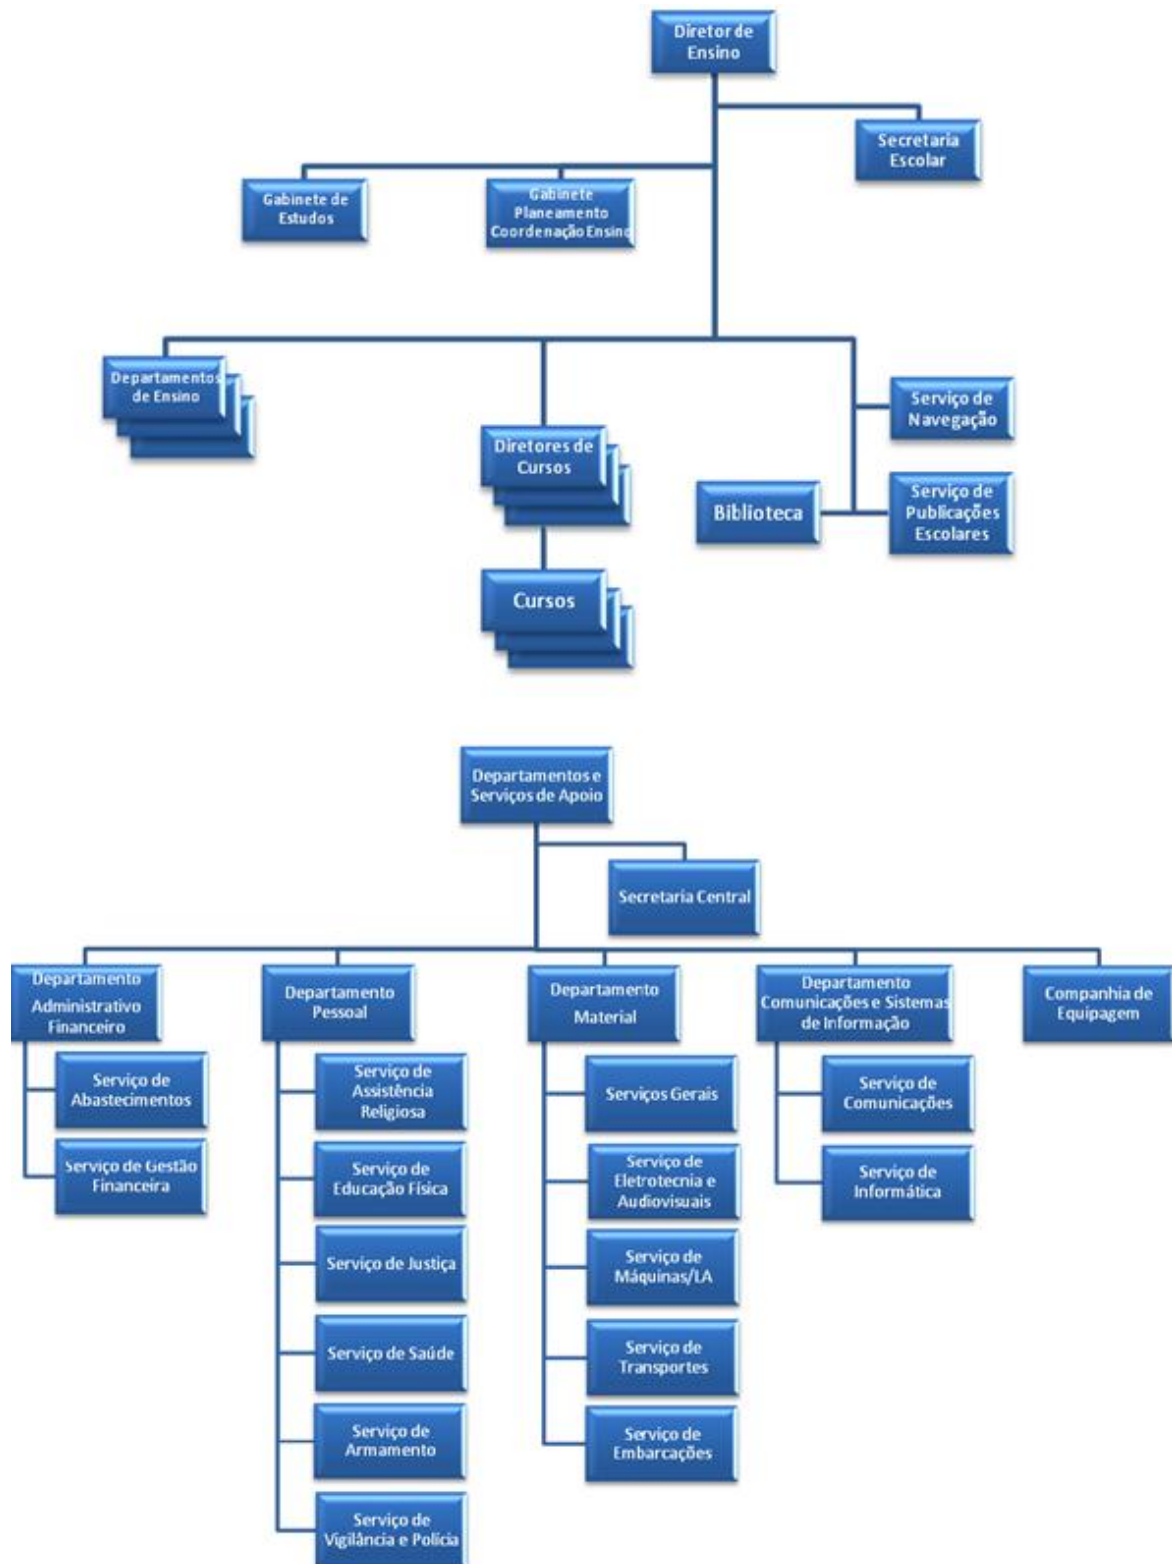 Diretor de
Ensino
Secretaria
Escolar
Gabinete de
Estudos
Gabinete
Planeamento
Coordenação Ensino
Departamentos
de Ensino
Diretores de
Cursos
Cursos
Biblioteca
Serviço de
Navegação
Serviço de
Publicações
Escolares
Departamentos e
Serviços de Apoio
Secretaria Central
Departamento
Administrativo
Financeiro
Serviço de
Abastecimentos
Serviço de Gestão
Financeira
Departamento
Pessoal
Serviço de
Assistência
Religiosa
Serviço de
Educação Física
Serviço de Justiça
Serviço de Saúde
Serviço de
Armamento
Serviço de
Vigilância e Polícia
Departamento
Material
Serviços Gerais
Serviço de
Eletrotecnia e
Audiovisuais
Serviço de
Máquinas/LA
Serviço de
Transportes
Serviço de
Embarcações
Departamento
Comunicações e Sistemas
de Informação
Serviço de
Comunicações
Serviço de
Informática
Companhia de
Equipagem